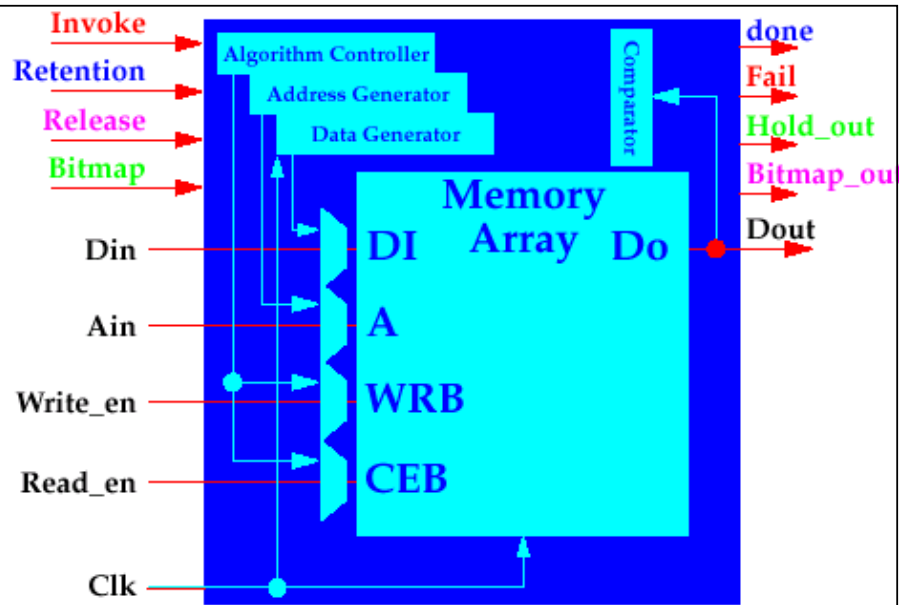 Invoke
Retention
Release
Bitmap
Din
Ain
Write_en
Read_en
Clk
Algorithm Controller
Address Generator
Data Generator
Comparator
Memory
Array
DI
A
WRB
CEB
Do
done
Fail
Hold_out
Bitmap_out
Dout